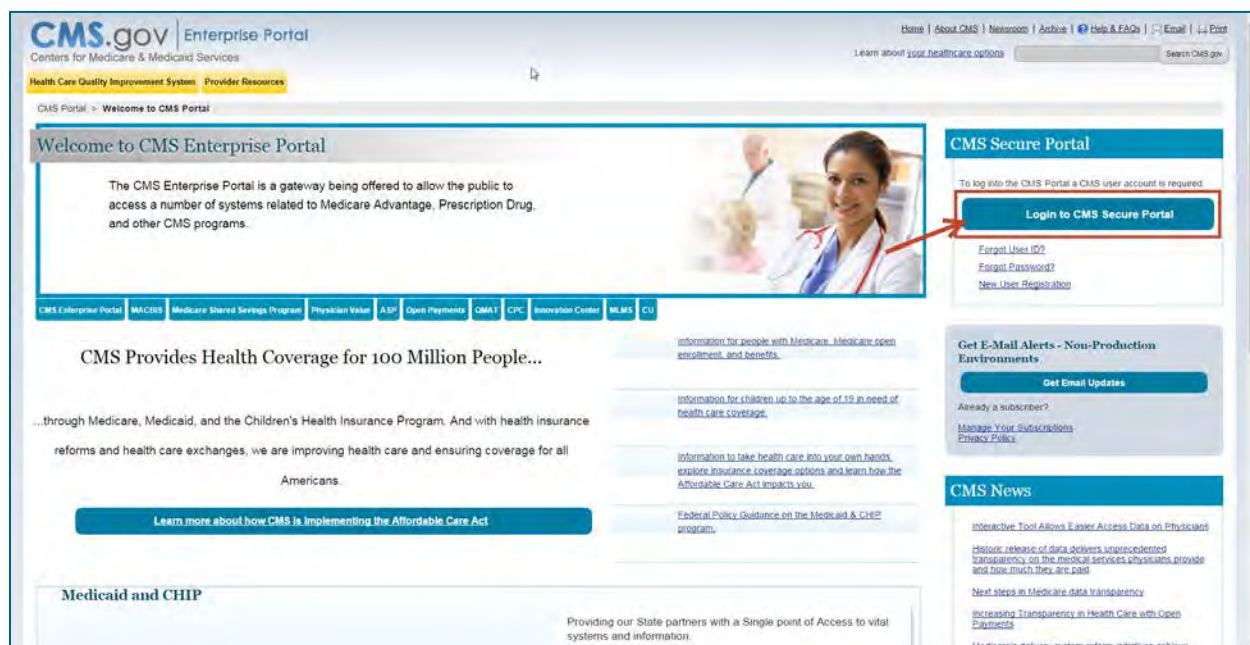 CMS.gov Enterprise Portal
Centers for Medicare & Medicaid Services
Home | About CMS | Newsroom | Archive | Help & FAQs | Email | Print
Learn about your healthcare options
Search CMS.gov
Health Care Quality Improvement System Provider Resources
CMS Portal > Welcome to CMS Portal
Welcome to CMS Enterprise Portal
The CMS Enterprise Portal is a gateway being offered to allow the public to
access a number of systems related to Medicare Advantage, Prescription Drug,
and other CMS programs.
CMS Secure Portal
To log into the CMS Portal a CMS user account is required.
Login to CMS Secure Portal
Forgot User ID?
Forgot Password?
New User Registration
CMS Enterprise Portal MACBIS Medicare Shared Savings Program Physician Value ASP Open Payments QMAT CPC Innovation Center MLMS CU
CMS Provides Health Coverage for 100 Million People...
...through Medicare, Medicaid, and the Children's Health Insurance Program. And with health insurance
reforms and health care exchanges, we are improving health care and ensuring coverage for all
Americans.
Learn more about how CMS is Implementing the Affordable Care Act
Information for people with Medicare, Medicare open
enrollment, and benefits.
Information for children up to the age of 19 in need of
health care coverage.
Information to take health care into your own hands,
explore insurance coverage options and learn how the
Affordable Care Act impacts you.
Federal Policy Guidance on the Medicaid & CHIP
program.
Get E-Mail Alerts - Non-Production
Environments
Get Email Updates
Already a subscriber?
Manage Your Subscriptions
Privacy Policy
CMS News
Interactive Tool Allows Easier Access Data on Physicians
Historic release of data delivers unprecedented
transparency on the medical services physicians provide
and how much they are paid
Next steps in Medicare data transparency
Increasing Transparency in Health Care with Open
Payments
Medicaid and CHIP
Providing our State partners with a Single point of Access to vital
systems and information.